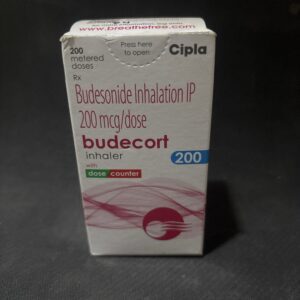 www.breathefree.com
200
metered
doses
Press here
to open
Cipla
Rx
Budesonide Inhalation IP
200 mcg/dose
budecort
inhaler
200
with
dose counter